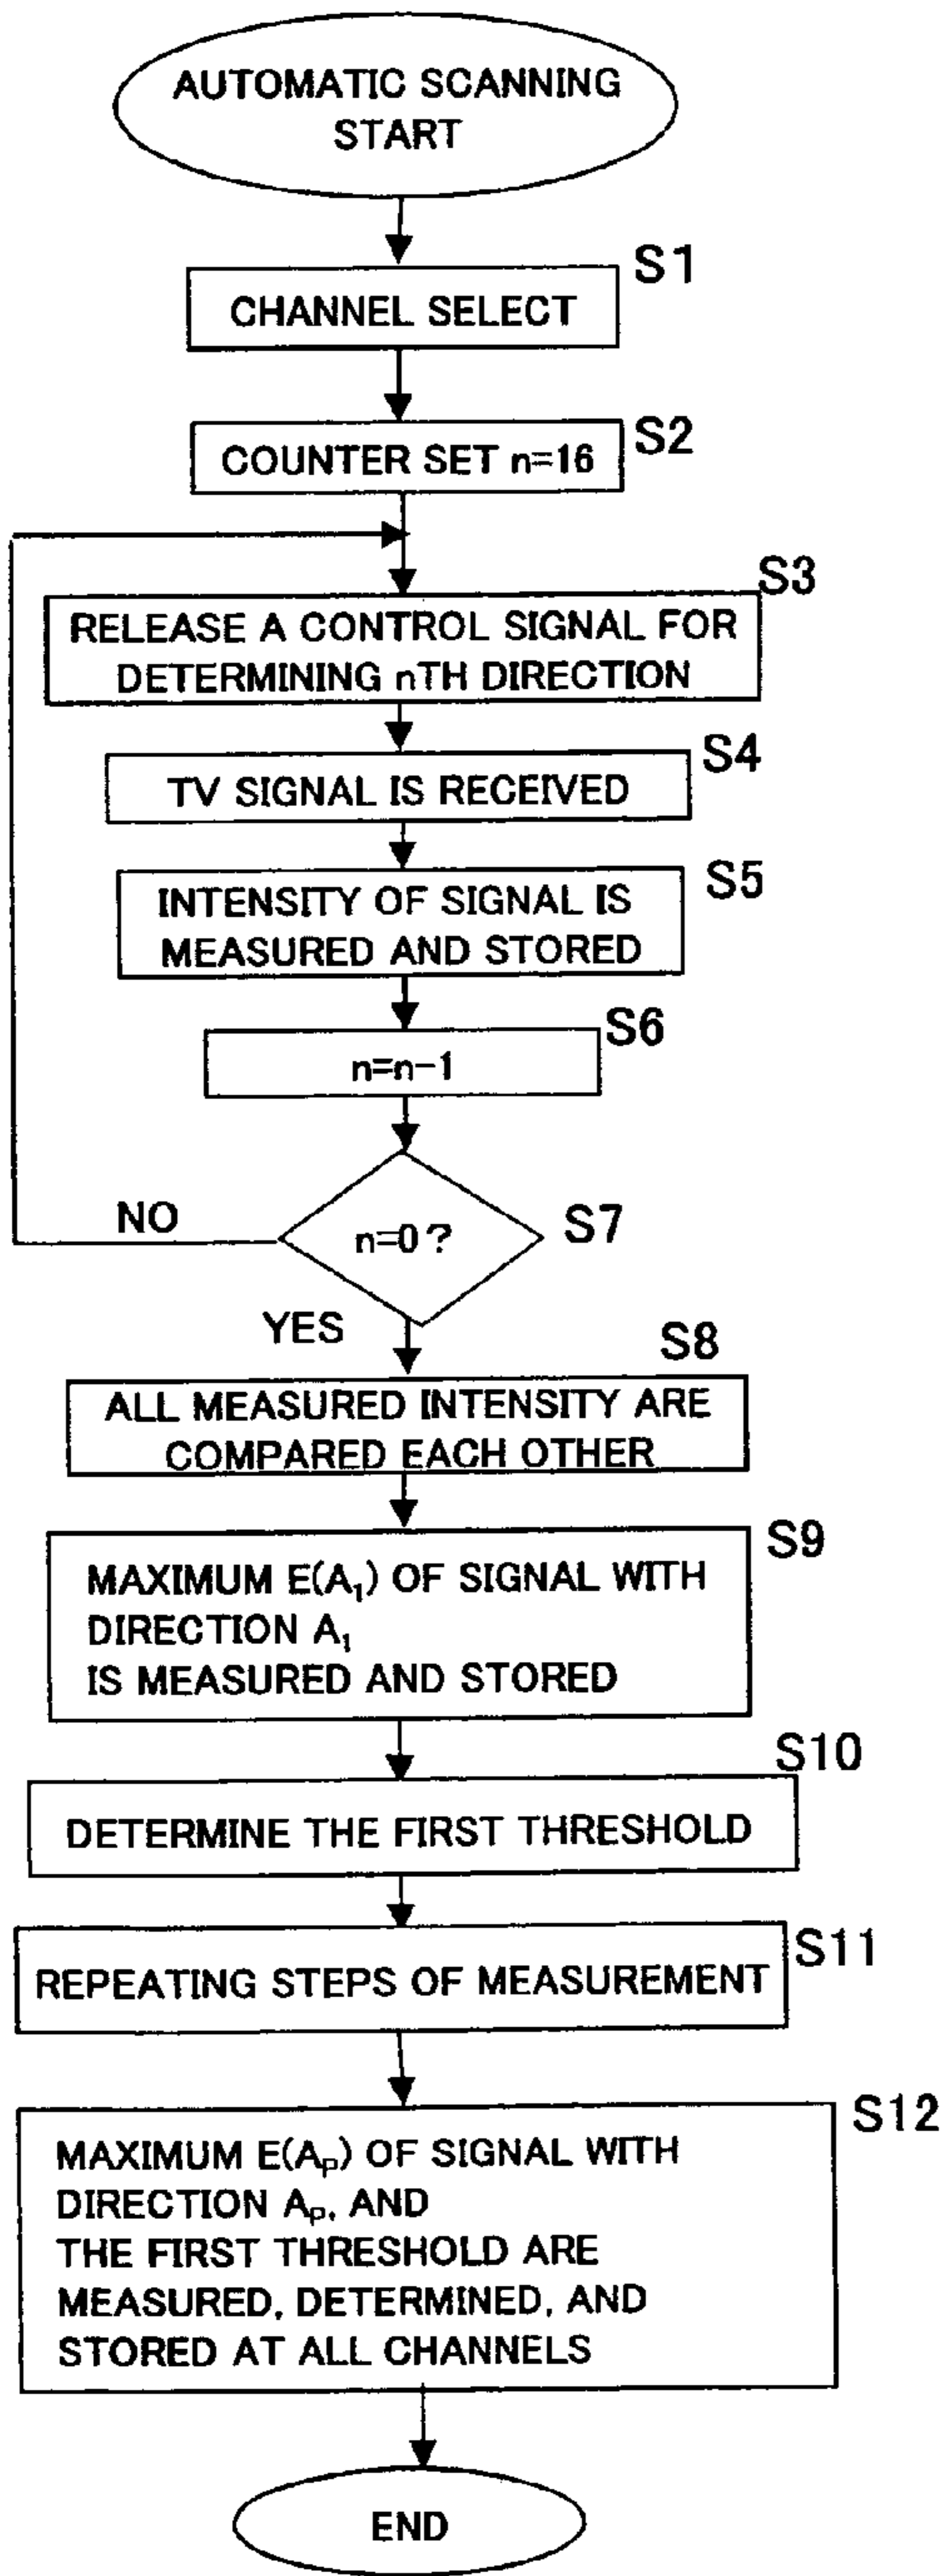 AUTOMATIC SCANNING
START
S1
CHANNEL SELECT
S2
COUNTER SET n=16
S3
RELEASE A CONTROL SIGNAL FOR
DETERMINING nTH DIRECTION
S4
TV SIGNAL IS RECEIVED
S5
INTENSITY OF SIGNAL IS
MEASURED AND STORED
S6
n=n-1
NO
n=0?
S7
YES
S8
ALL MEASURED INTENSITY ARE
COMPARED EACH OTHER
S9
MAXIMUM E(A₁) OF SIGNAL WITH
DIRECTION A₁
IS MEASURED AND STORED
S10
DETERMINE THE FIRST THRESHOLD
S11
REPEATING STEPS OF MEASUREMENT
S12
MAXIMUM E(Aₚ) OF SIGNAL WITH
DIRECTION Aₚ, AND
THE FIRST THRESHOLD ARE
MEASURED, DETERMINED, AND
STORED AT ALL CHANNELS
END